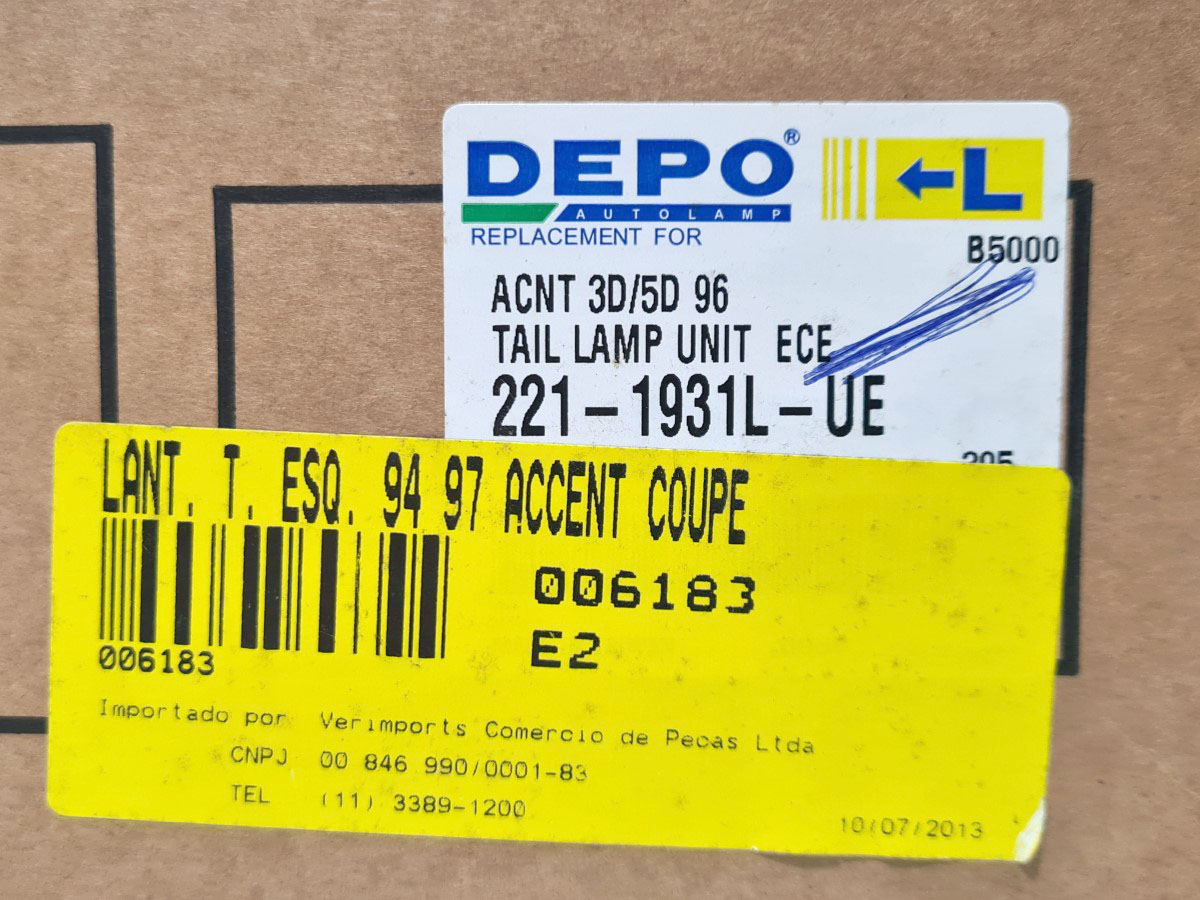 DEPO®
AUTOLAMP
L
REPLACEMENT FOR
B5000
ACNT 3D/5D 96
TAIL LAMP UNIT ECE
221-1931L-UE
LANT. T. ESQ. 94 97 ACCENT COUPE
006183
E2
006183
Importado por Verimports Comercio de Pecas Ltda
CNPJ 00 846 990/0001-83
TEL (11) 3389-1200
10/07/2013